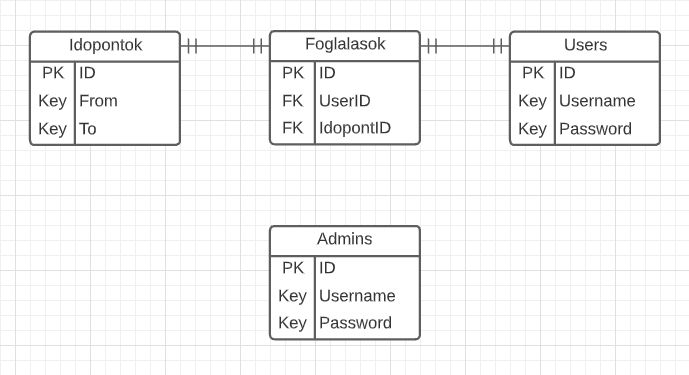 Idopontok
PK ID
Key From
Key To
Foglalasok
PK ID
FK UserID
FK IdopontID
Users
PK ID
Key Username
Key Password
Admins
PK ID
Key Username
Key Password